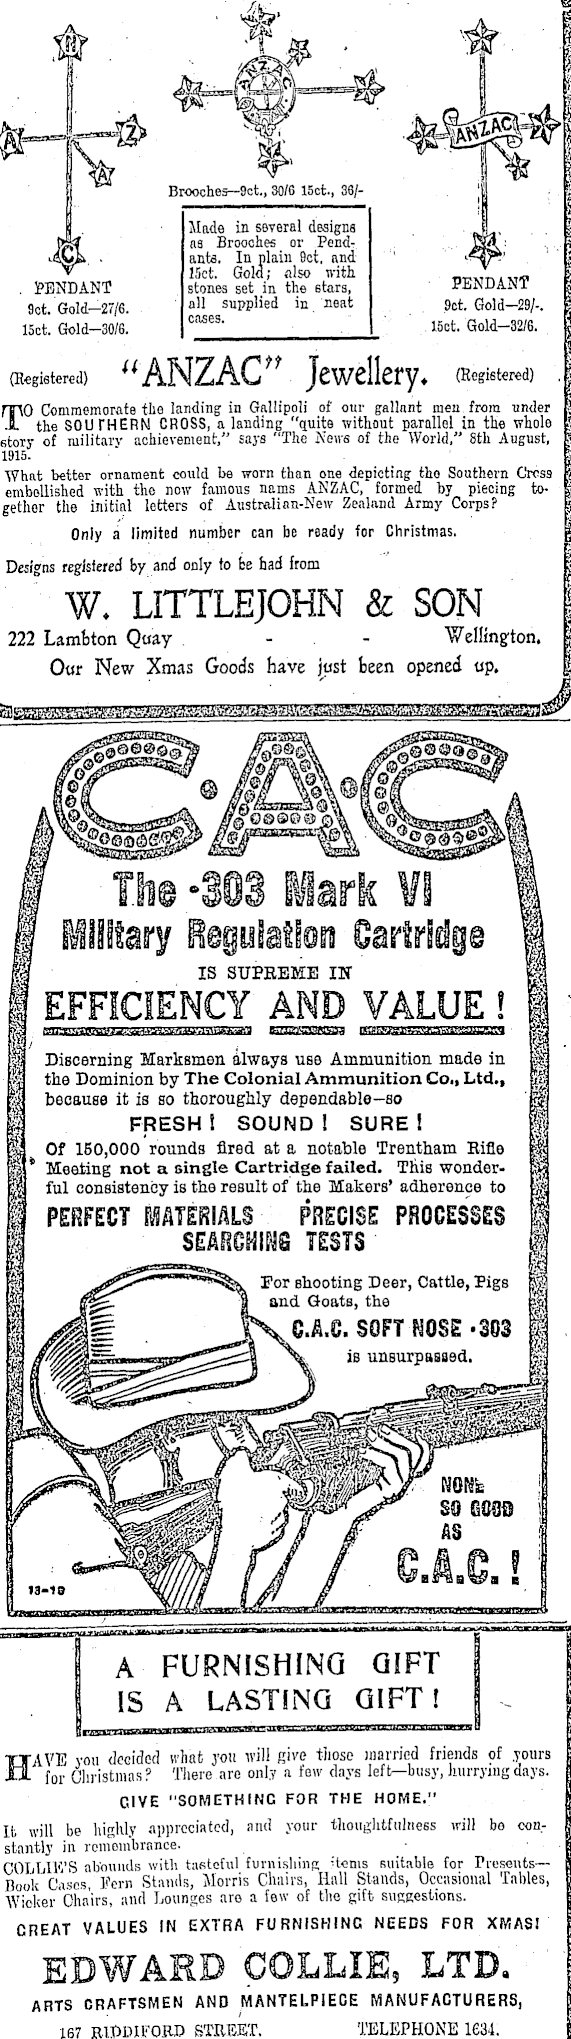 N
A Z
A
C
ANZAC
ANZAC
Brooches—9ct., 30/6 15ct., 36/-
Made in several designs
as Brooches or Pend-
ants. In plain 9ct. and
15ct. Gold; also with
stones set in the stars,
all supplied in neat
cases.
PENDANT
9ct. Gold—27/6.
15ct. Gold—30/6.
PENDANT
9ct. Gold—29/-.
15ct. Gold—32/6.
(Registered) "ANZAC" Jewellery. (Registered)
TO Commemorate the landing in Gallipoli of our gallant men from under
the SOUTHERN CROSS, a landing "quite without parallel in the whole
story of military achievement," says "The News of the World," 8th August,
1915.
What better ornament could be worn than one depicting the Southern Cross
embellished with the now famous name ANZAC, formed by piecing to-
gether the initial letters of Australian-New Zealand Army Corps?
Only a limited number can be ready for Christmas.
Designs registered by and only to be had from
W. LITTLEJOHN & SON
222 Lambton Quay - - Wellington.
Our New Xmas Goods have just been opened up.
C·A·C
The ·303 Mark VI
Military Regulation Cartridge
IS SUPREME IN
EFFICIENCY AND VALUE!
Discerning Marksmen always use Ammunition made in
the Dominion by The Colonial Ammunition Co., Ltd.,
because it is so thoroughly dependable—so
FRESH! SOUND! SURE!
Of 150,000 rounds fired at a notable Trentham Rifle
Meeting not a single Cartridge failed. This wonder-
ful consistency is the result of the Makers' adherence to
PERFECT MATERIALS PRECISE PROCESSES
SEARCHING TESTS
For shooting Deer, Cattle, Pigs
and Goats, the
C.A.C. SOFT NOSE ·303
is unsurpassed.
NONE
SO GOOD
AS
C.A.C.!
13-19
A FURNISHING GIFT
IS A LASTING GIFT!
HAVE you decided what you will give those married friends of yours
for Christmas? There are only a few days left—busy, hurrying days.
GIVE "SOMETHING FOR THE HOME."
It will be highly appreciated, and your thoughtfulness will be con-
stantly in remembrance.
COLLIE'S abounds with tasteful furnishing items suitable for Presents—
Book Cases, Fern Stands, Morris Chairs, Hall Stands, Occasional Tables,
Wicker Chairs, and Lounges are a few of the gift suggestions.
GREAT VALUES IN EXTRA FURNISHING NEEDS FOR XMAS!
EDWARD COLLIE, LTD.
ARTS CRAFTSMEN AND MANTELPIECE MANUFACTURERS,
167 RIDDIFORD STREET. TELEPHONE 1634.